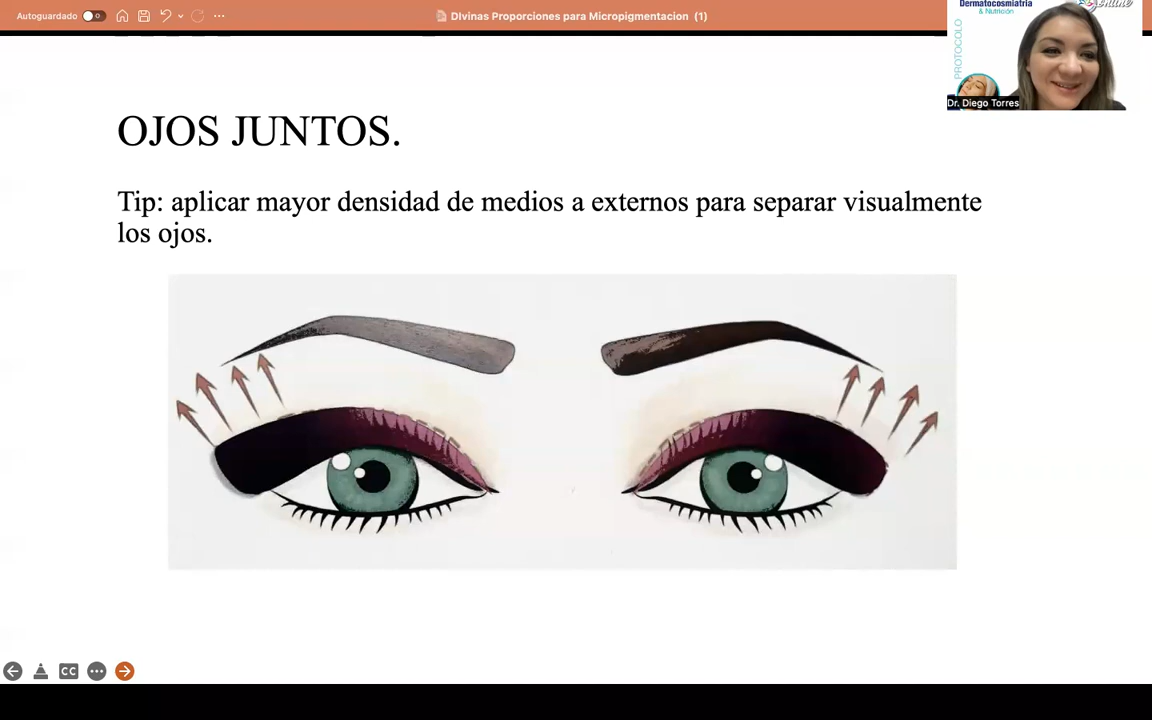 Autoguardado
DIvinas Proporciones para Micropigmentacion (1)
Dermatocosmiatría
& Nutrición
online
PROTOCOLO
Dr. Diego Torres
OJOS JUNTOS.
Tip: aplicar mayor densidad de medios a externos para separar visualmente
los ojos.
CC